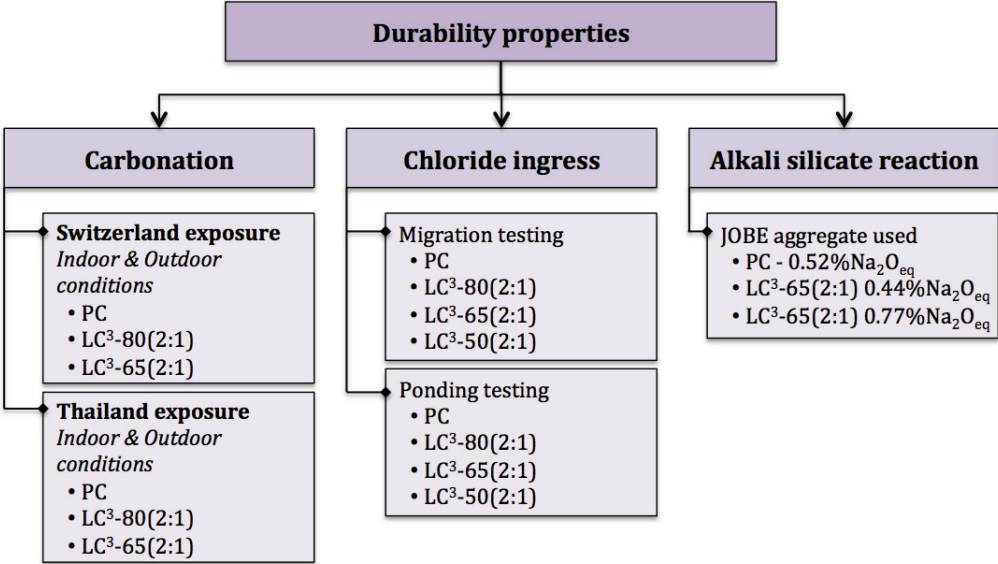 Durability properties
Carbonation
Switzerland exposure
Indoor & Outdoor
conditions
• PC
• LC³-80(2:1)
• LC³-65(2:1)
Thailand exposure
Indoor & Outdoor
conditions
• PC
• LC³-80(2:1)
• LC³-65(2:1)
Chloride ingress
Migration testing
• PC
• LC³-80(2:1)
• LC³-65(2:1)
• LC³-50(2:1)
Ponding testing
• PC
• LC³-80(2:1)
• LC³-65(2:1)
• LC³-50(2:1)
Alkali silicate reaction
JOBE aggregate used
• PC - 0.52%Na₂Oeq
• LC³-65(2:1) 0.44%Na₂Oeq
• LC³-65(2:1) 0.77%Na₂Oeq